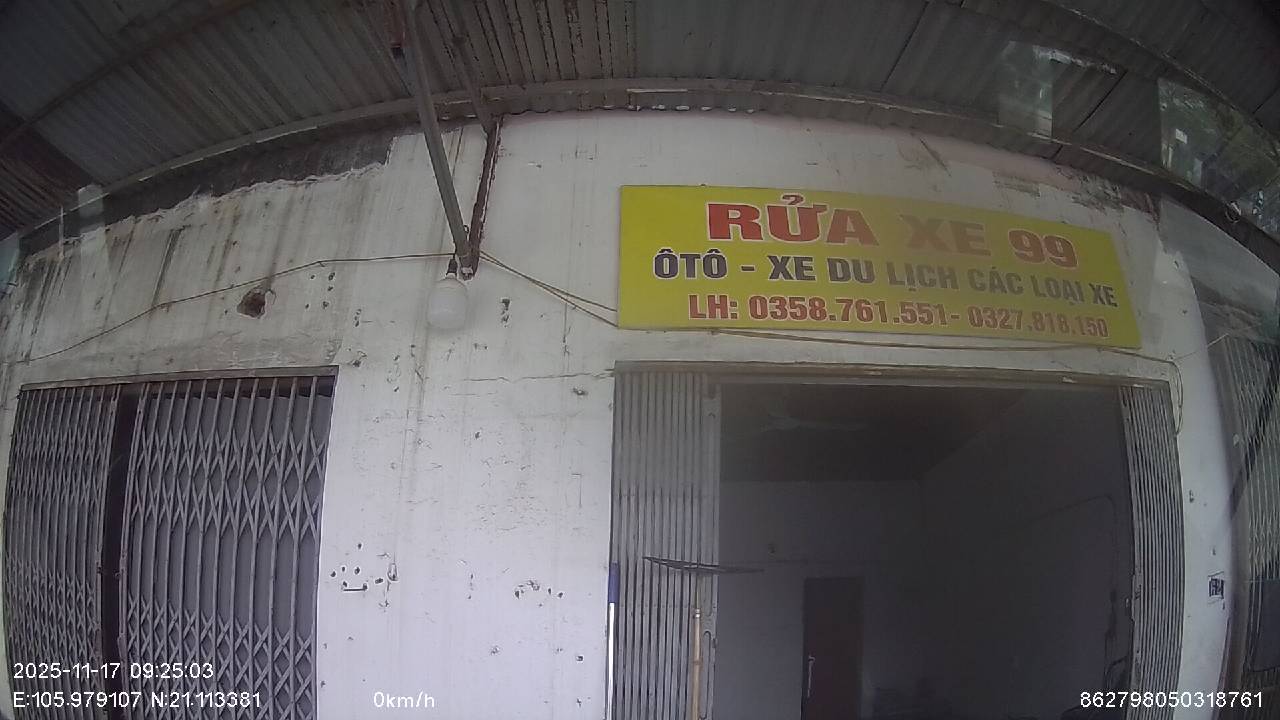 RỬA XE 99
ÔTÔ - XE DU LỊCH CÁC LOẠI XE
LH: 0358.761.551- 0327.818.150
2025-11-17 09:25:03
E:105.979107 N:21.113381 0km/h 862798050318761